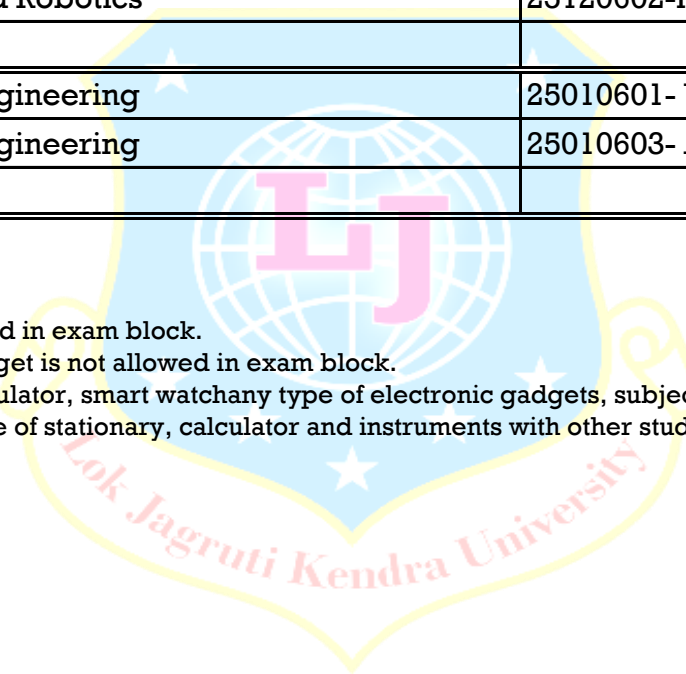 d Robotics
gineering 25010601-
gineering 25010603-
LJ
d in exam block.
get is not allowed in exam block.
ulator, smart watchany type of electronic gadgets, subjec
e of stationary, calculator and instruments with other stud
Lok Jagruti Kendra University